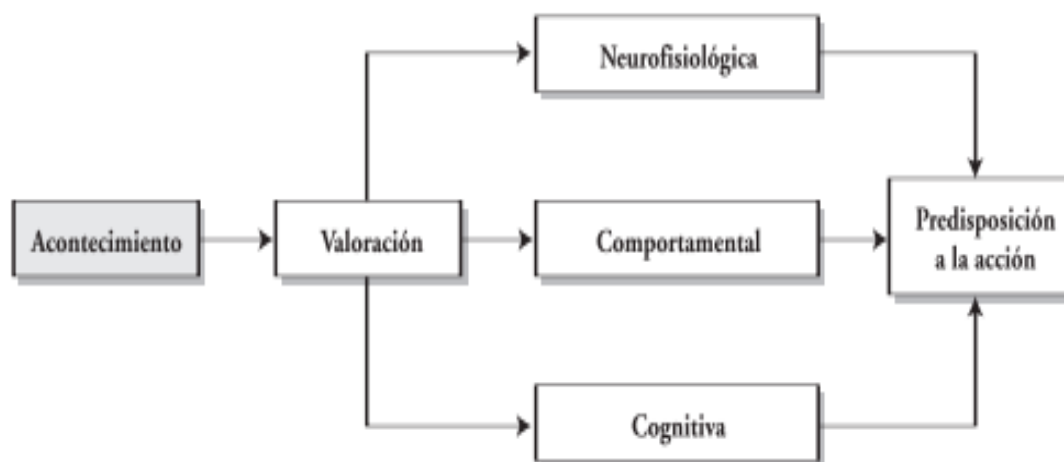 Neurofisiológica
Acontecimiento
Valoración
Comportamental
Predisposición
a la acción
Cognitiva